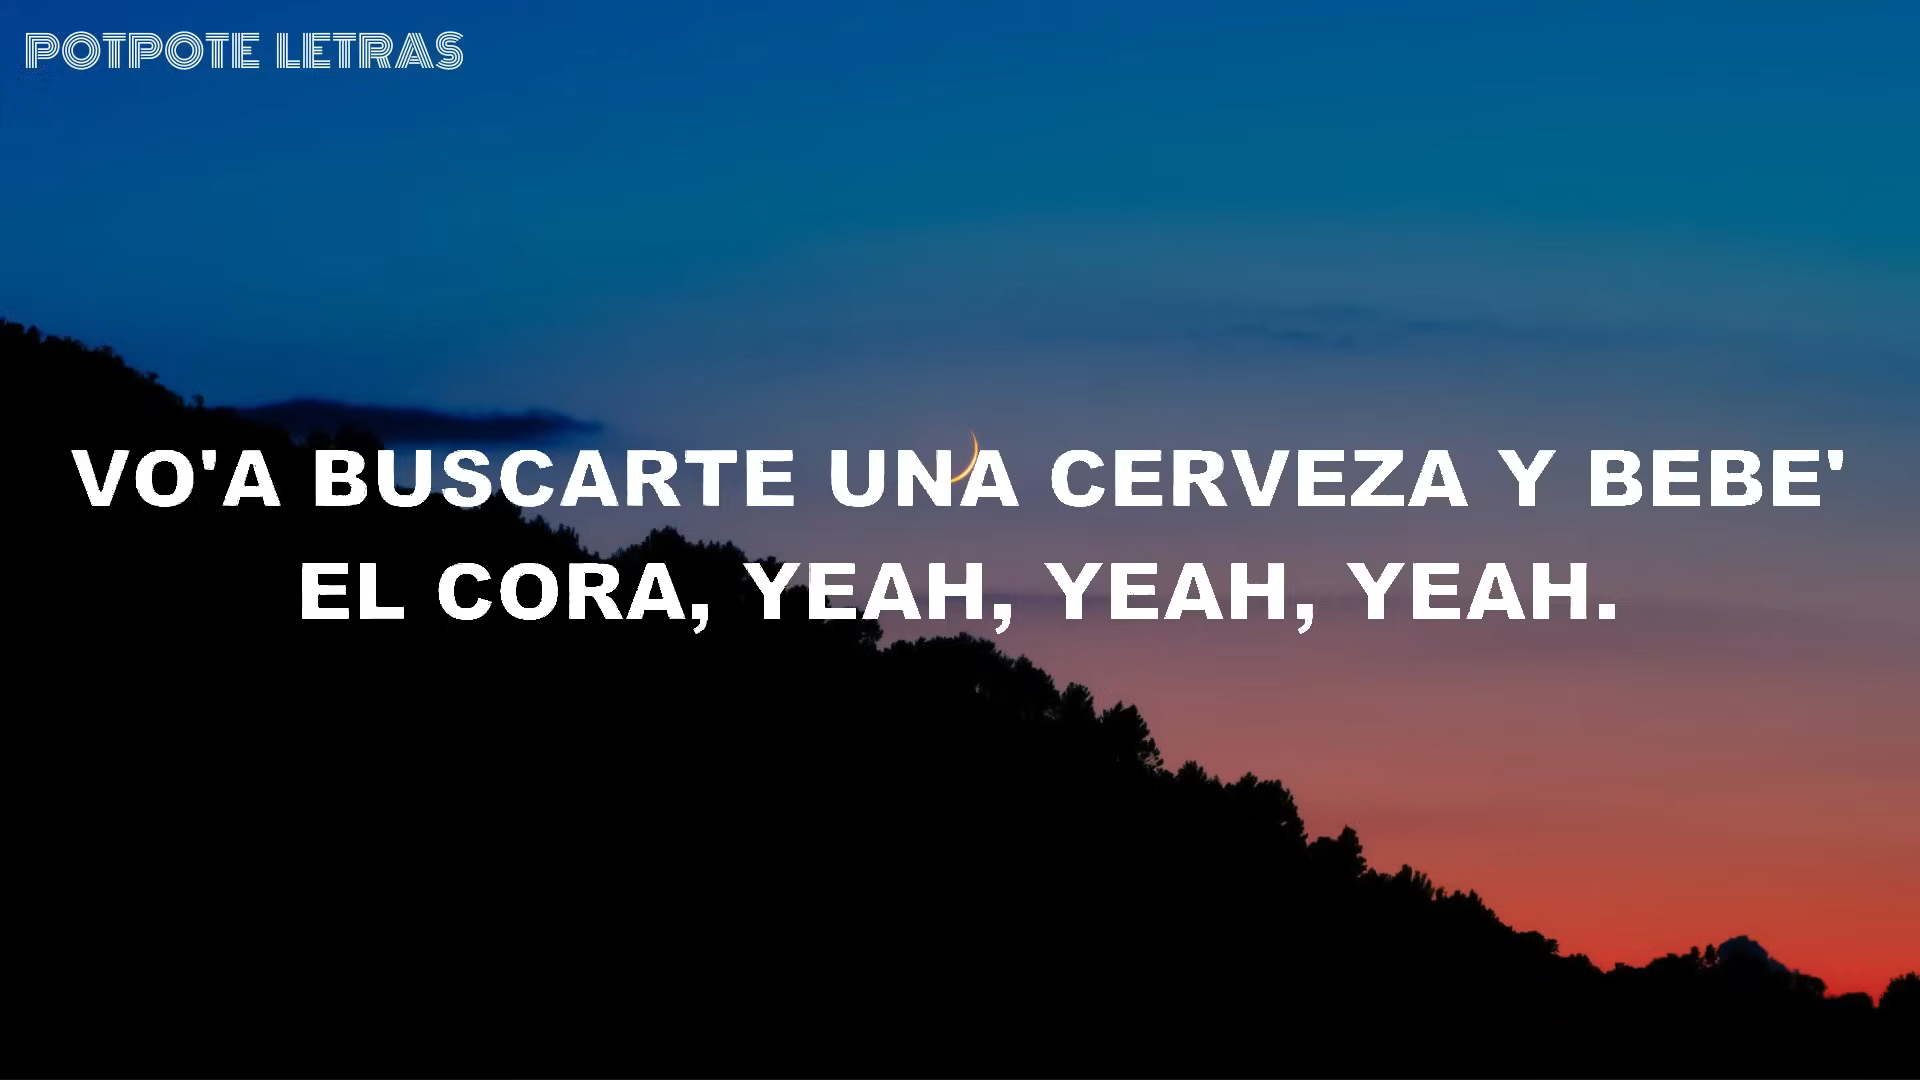 POTPOTE LETRAS
VO'A BUSCARTE UNA CERVEZA Y BEBE'
EL CORA, YEAH, YEAH, YEAH.